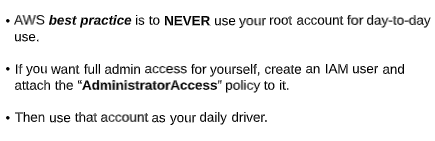 • AWS best practice is to NEVER use your root account for day-to-day
use.
• If you want full admin access for yourself, create an IAM user and
attach the “AdministratorAccess” policy to it.
• Then use that account as your daily driver.